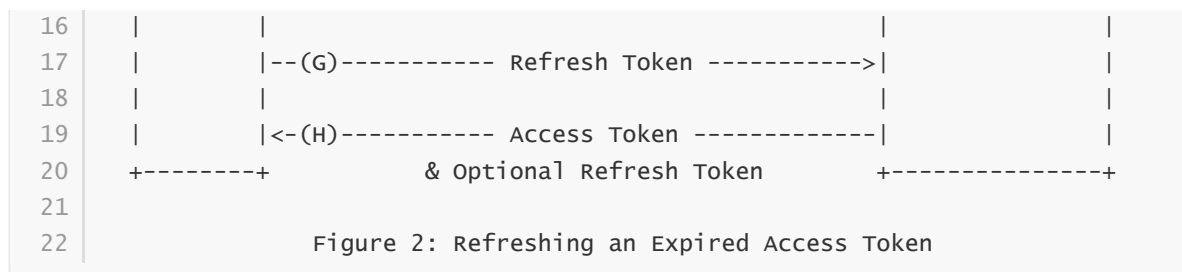 16   |        |                                           |               |
17   |        |--(G)----------- Refresh Token ----------->|               |
18   |        |                                           |               |
19   |        |<-(H)----------- Access Token -------------|               |
20   +--------+           & Optional Refresh Token        +---------------+
21
22               Figure 2: Refreshing an Expired Access Token